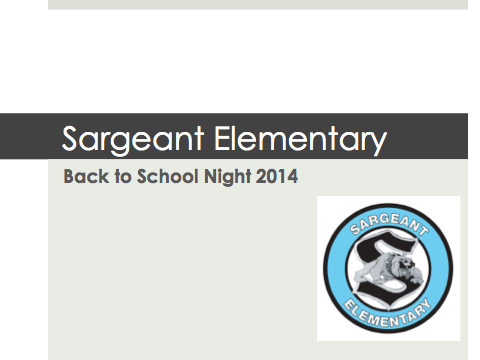 Sargeant Elementary
Back to School Night 2014
SARGEANT
S
ELEMENTARY